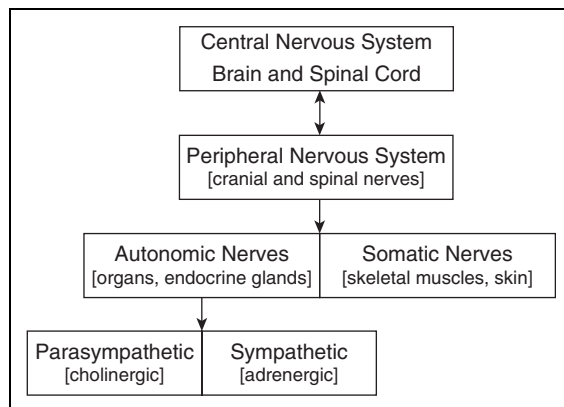 Central Nervous System
Brain and Spinal Cord
Peripheral Nervous System
[cranial and spinal nerves]
Autonomic Nerves
[organs, endocrine glands]
Somatic Nerves
[skeletal muscles, skin]
Parasympathetic
[cholinergic]
Sympathetic
[adrenergic]